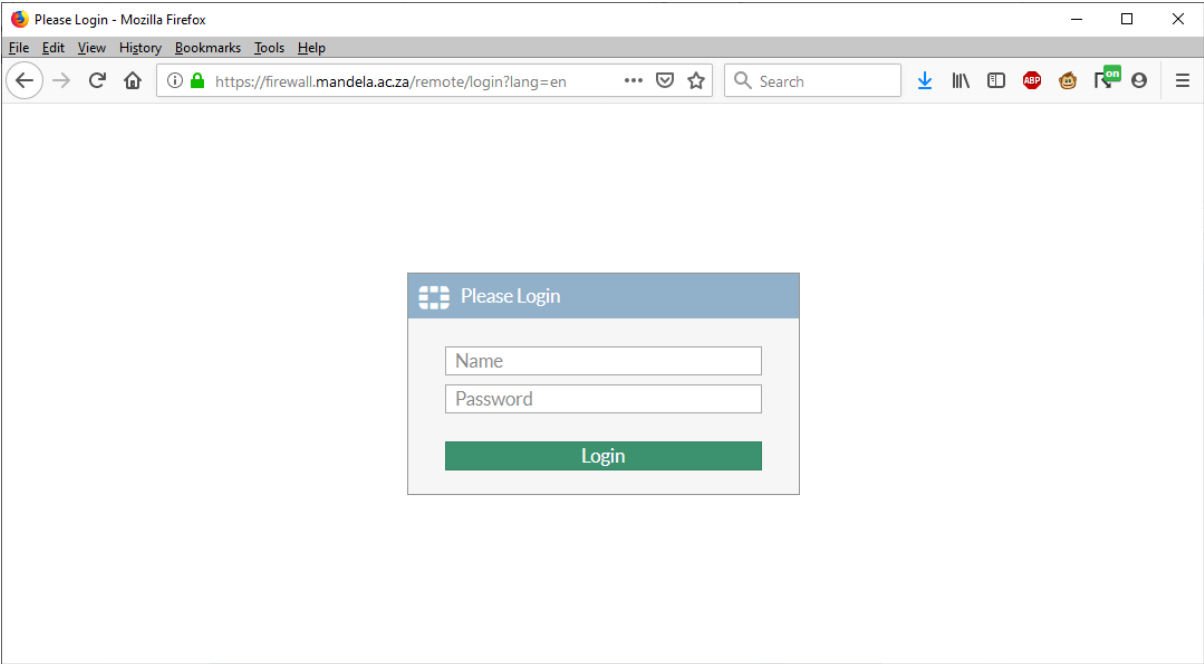 Please Login - Mozilla Firefox
File Edit View History Bookmarks Tools Help
https://firewall.mandela.ac.za/remote/login?lang=en
Search
ABP
on
Please Login
Name
Password
Login